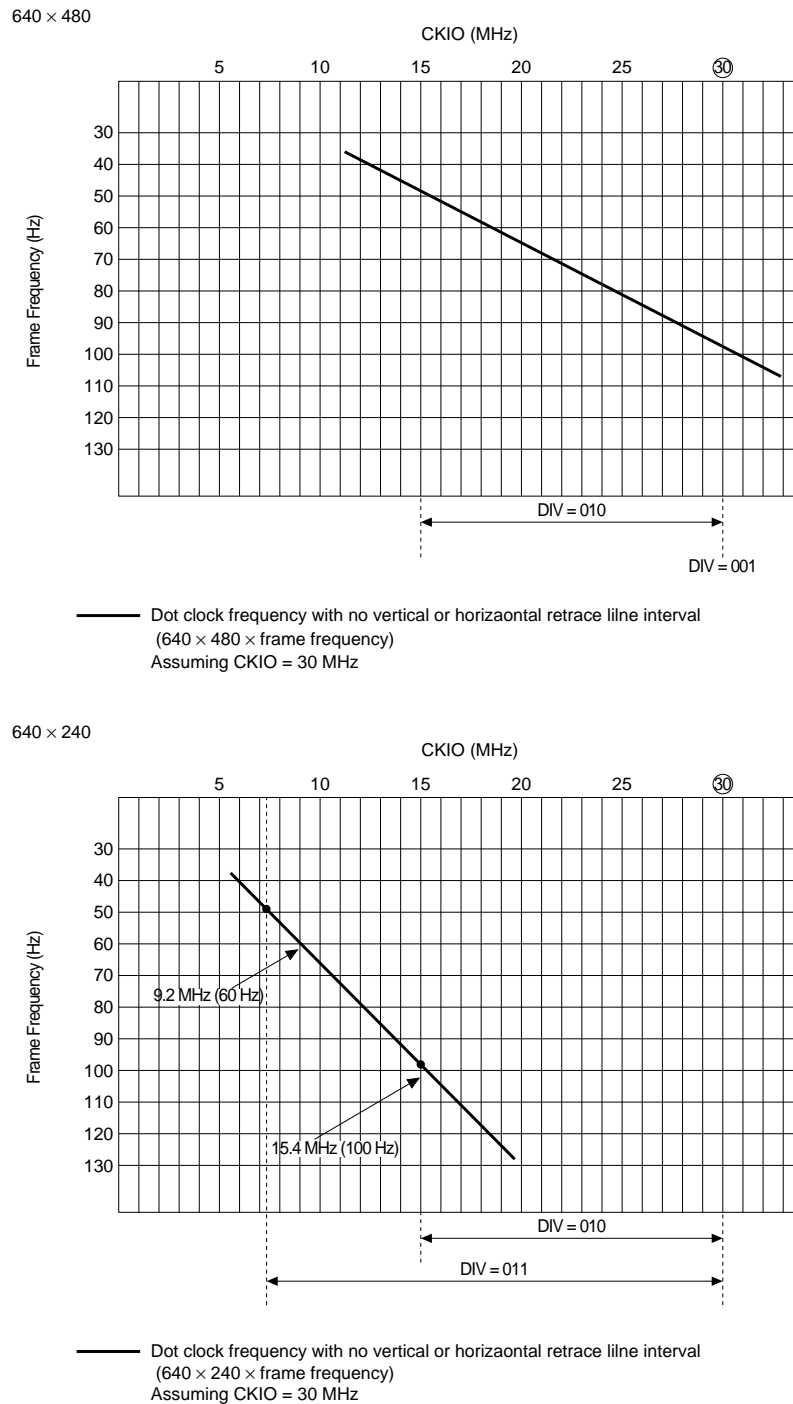 640 × 480
CKIO (MHz)
5 10 15 20 25 30
30
40
50
60
70
80
90
100
110
120
130
Frame Frequency (Hz)
DIV = 010
DIV = 001
Dot clock frequency with no vertical or horizaontal retrace lilne interval
(640 × 480 × frame frequency)
Assuming CKIO = 30 MHz
640 × 240
CKIO (MHz)
5 10 15 20 25 30
30
40
50
60
70
80
90
100
110
120
130
Frame Frequency (Hz)
9.2 MHz (60 Hz)
15.4 MHz (100 Hz)
DIV = 010
DIV = 011
Dot clock frequency with no vertical or horizaontal retrace lilne interval
(640 × 240 × frame frequency)
Assuming CKIO = 30 MHz